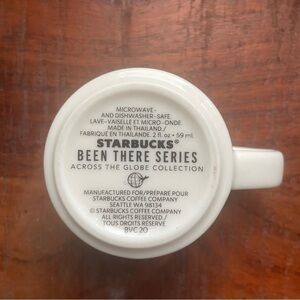 MICROWAVE-
AND DISHWASHER-SAFE.
LAVE-VAISSELLE ET MICRO-ONDE.
MADE IN THAILAND./
FABRIQUÉ EN THAÏLANDE. 2 fl. oz • 59 mL
STARBUCKS®
BEEN THERE SERIES
ACROSS THE GLOBE COLLECTION
MANUFACTURED FOR/PRÉPARÉ POUR
STARBUCKS COFFEE COMPANY
SEATTLE WA 98134
© STARBUCKS COFFEE COMPANY
ALL RIGHTS RESERVED./
TOUS DROITS RÉSERVÉ.
BVC 20